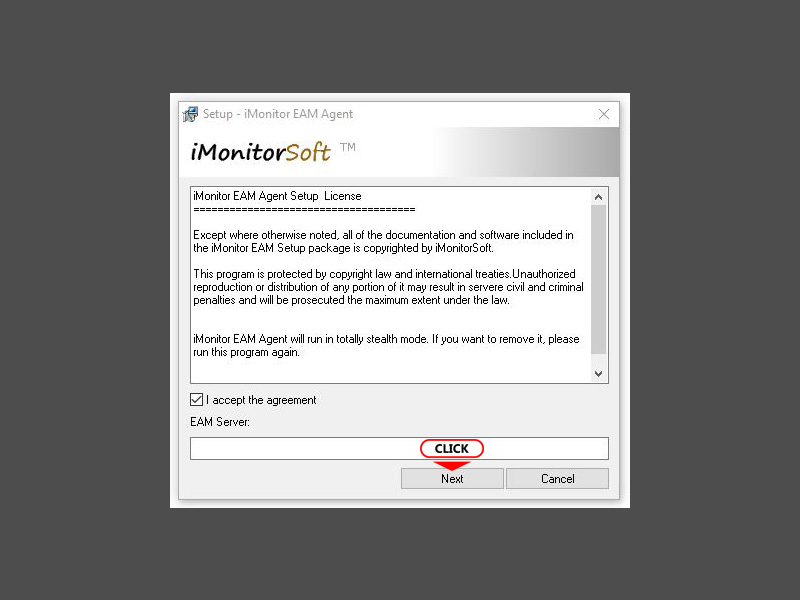 Setup - iMonitor EAM Agent
iMonitorSoft TM
iMonitor EAM Agent Setup License
=====================================
Except where otherwise noted, all of the documentation and software included in
the iMonitor EAM Setup package is copyrighted by iMonitorSoft.
This program is protected by copyright law and international treaties.Unauthorized
reproduction or distribution of any portion of it may result in servere civil and criminal
penalties and will be prosecuted the maximum extent under the law.
iMonitor EAM Agent will run in totally stealth mode. If you want to remove it, please
run this program again.
I accept the agreement
EAM Server:
CLICK
Next
Cancel